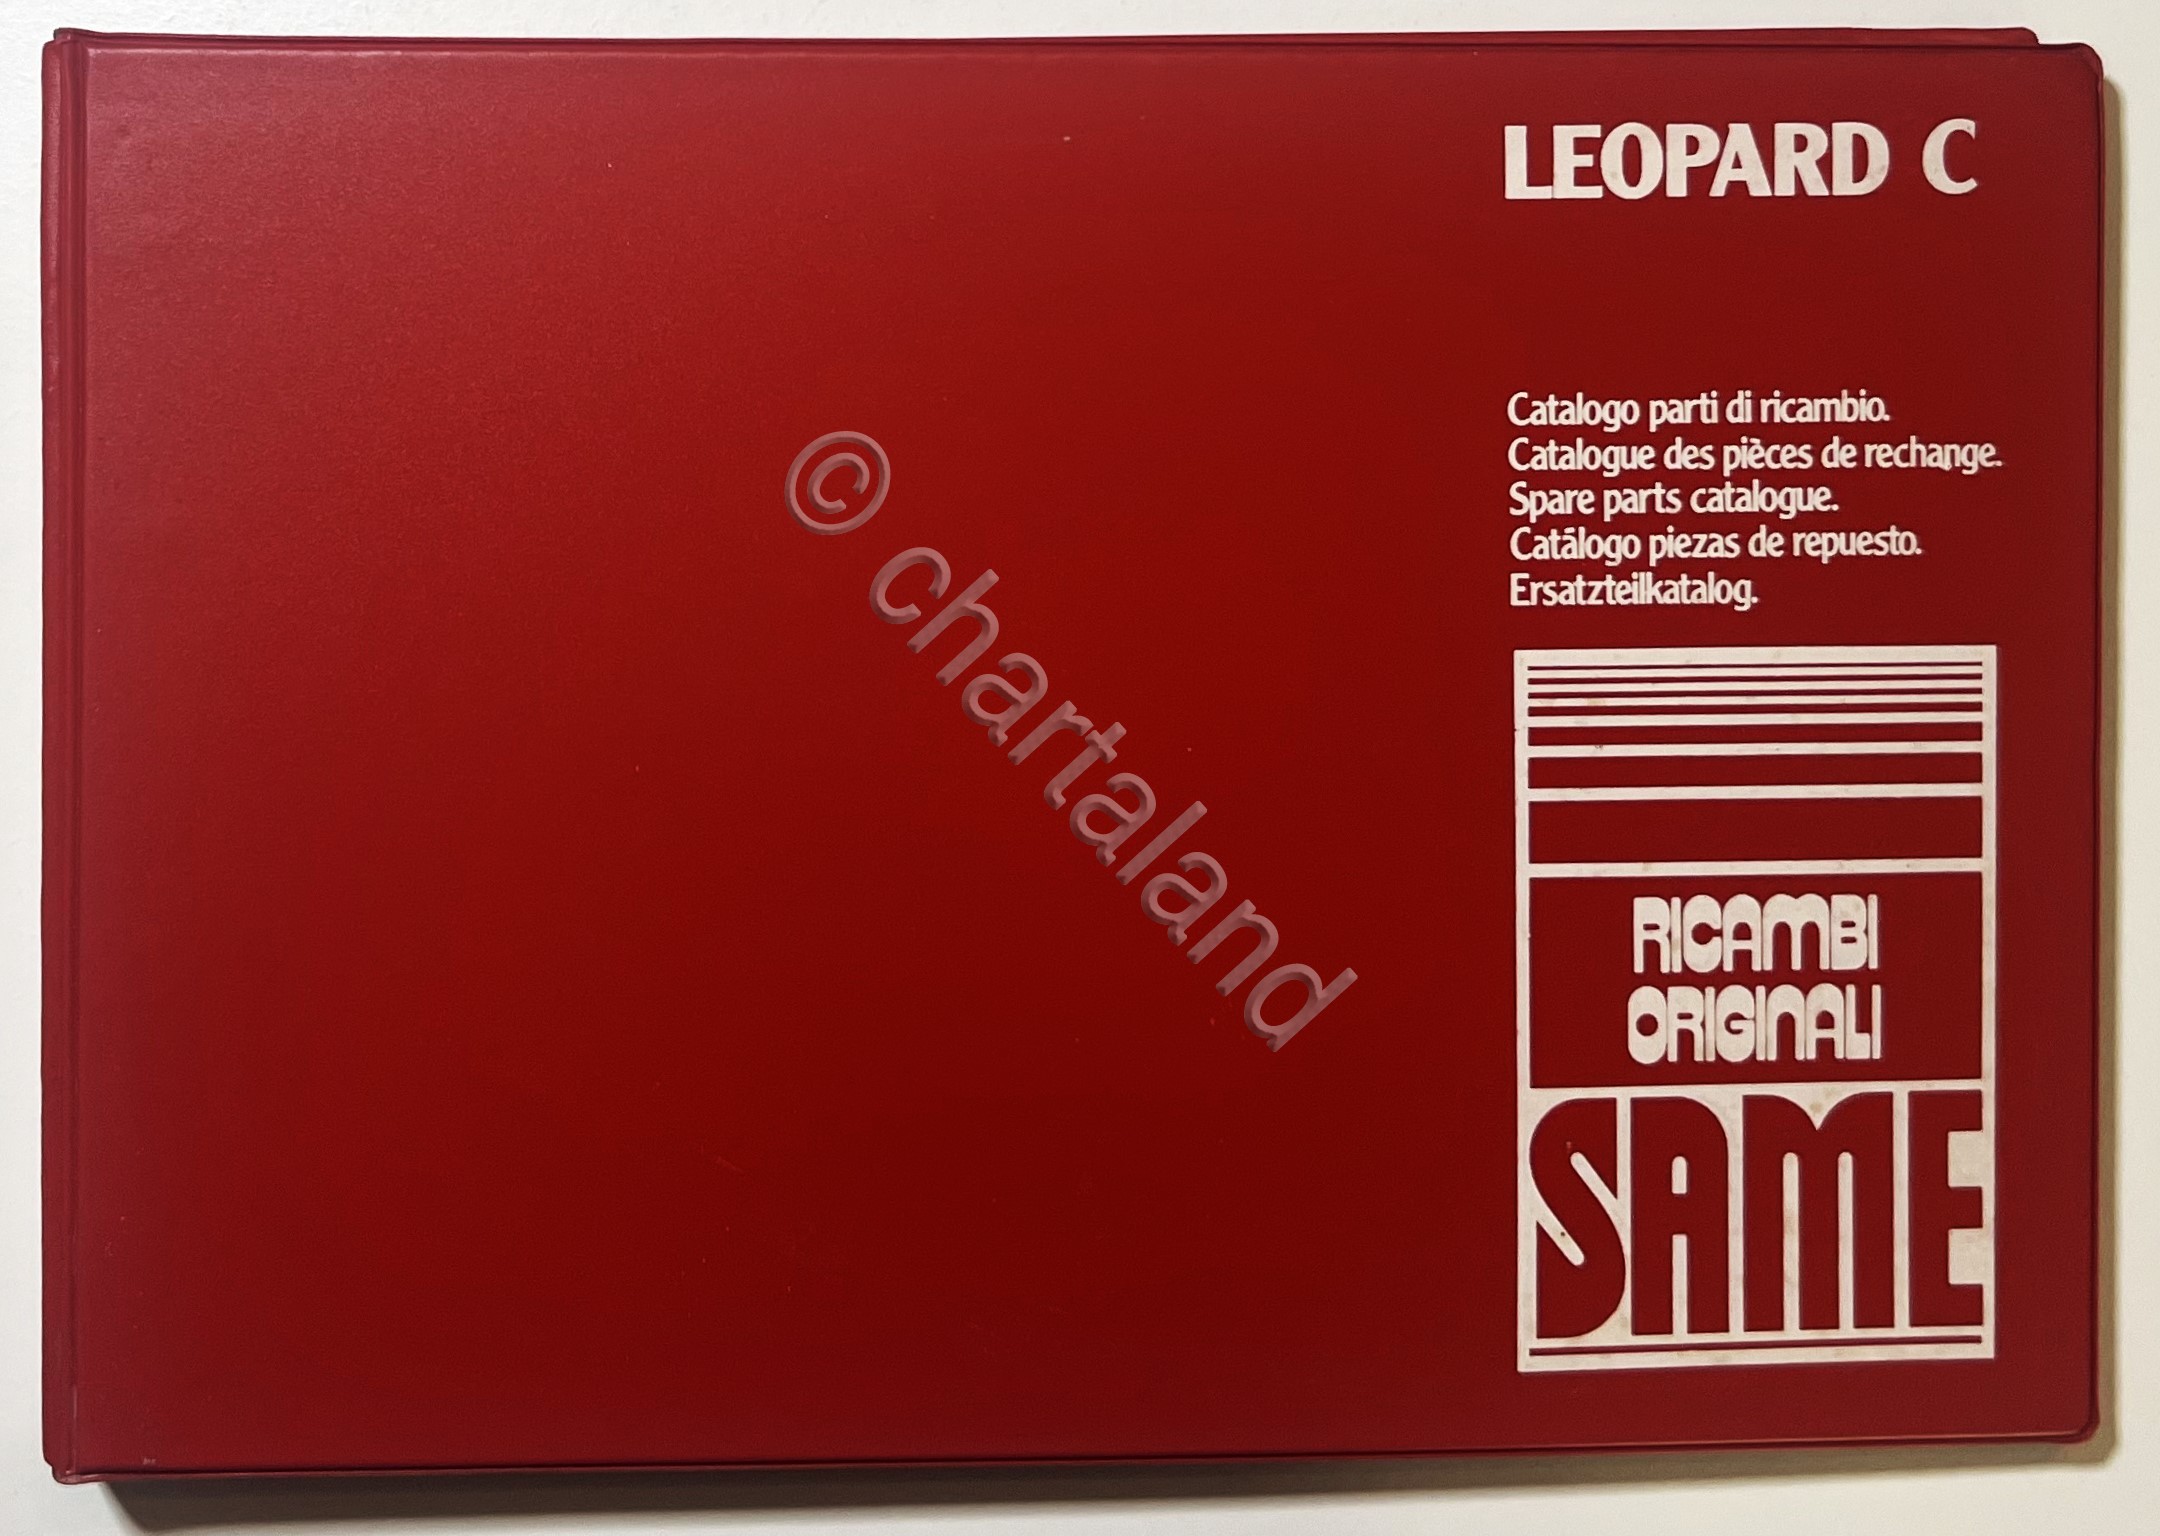 LEOPARD C
Catalogo parti di ricambio.
Catalogue des pièces de rechange.
Spare parts catalogue.
Catálogo piezas de repuesto.
Ersatzteilkatalog.
RICAMBI
ORIGINALI
SAME
© chartaland